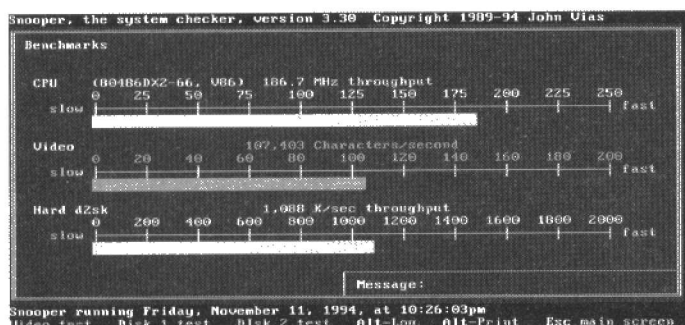 Snooper, the system checker, version 3.30 Copyright 1989-94 John Vias
Benchmarks
CPU (80486DX2-66, V86) 186.7 MHz throughput
0 25 50 75 100 125 150 175 200 225 250
slow fast
Video 107,403 Characters/second
0 20 40 60 80 100 120 140 160 180 200
slow fast
Hard d2sk 1,088 K/sec throughput
0 200 400 600 800 1000 1200 1400 1600 1800 2000
slow fast
Message:
Snooper running Friday, November 11, 1994, at 10:26:03pm
Video test Disk 1 test Disk 2 test Alt-Log Alt-Print Esc main screen